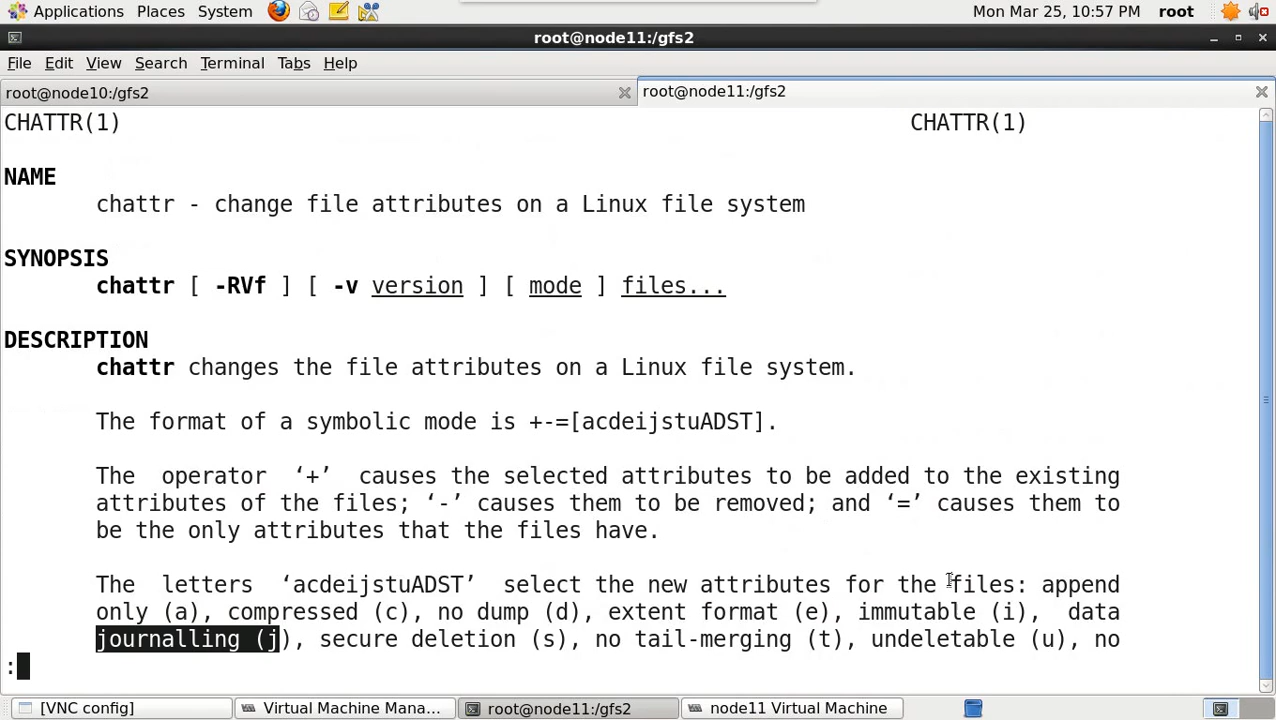 Applications Places System Mon Mar 25, 10:57 PM root
root@node11:/gfs2
File Edit View Search Terminal Tabs Help
root@node10:/gfs2 root@node11:/gfs2
CHATTR(1) CHATTR(1)
NAME
chattr - change file attributes on a Linux file system
SYNOPSIS
chattr [ -RVf ] [ -v version ] [ mode ] files...
DESCRIPTION
chattr changes the file attributes on a Linux file system.
The format of a symbolic mode is +-=[acdeijstuADST].
The operator ‘+’ causes the selected attributes to be added to the existing
attributes of the files; ‘-’ causes them to be removed; and ‘=’ causes them to
be the only attributes that the files have.
The letters ‘acdeijstuADST’ select the new attributes for the files: append
only (a), compressed (c), no dump (d), extent format (e), immutable (i), data
journalling (j), secure deletion (s), no tail-merging (t), undeletable (u), no
:
[VNC config] Virtual Machine Mana... root@node11:/gfs2 node11 Virtual Machine